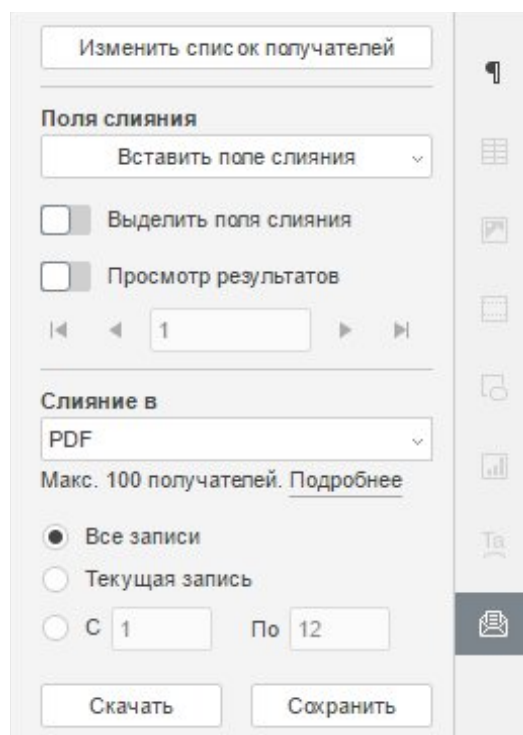 Изменить список получателей
Поля слияния
Вставить поле слияния
Выделить поля слияния
Просмотр результатов
1
Слияние в
PDF
Макс. 100 получателей. Подробнее
Все записи
Текущая запись
С 1 По 12
Скачать Сохранить
¶
Ta